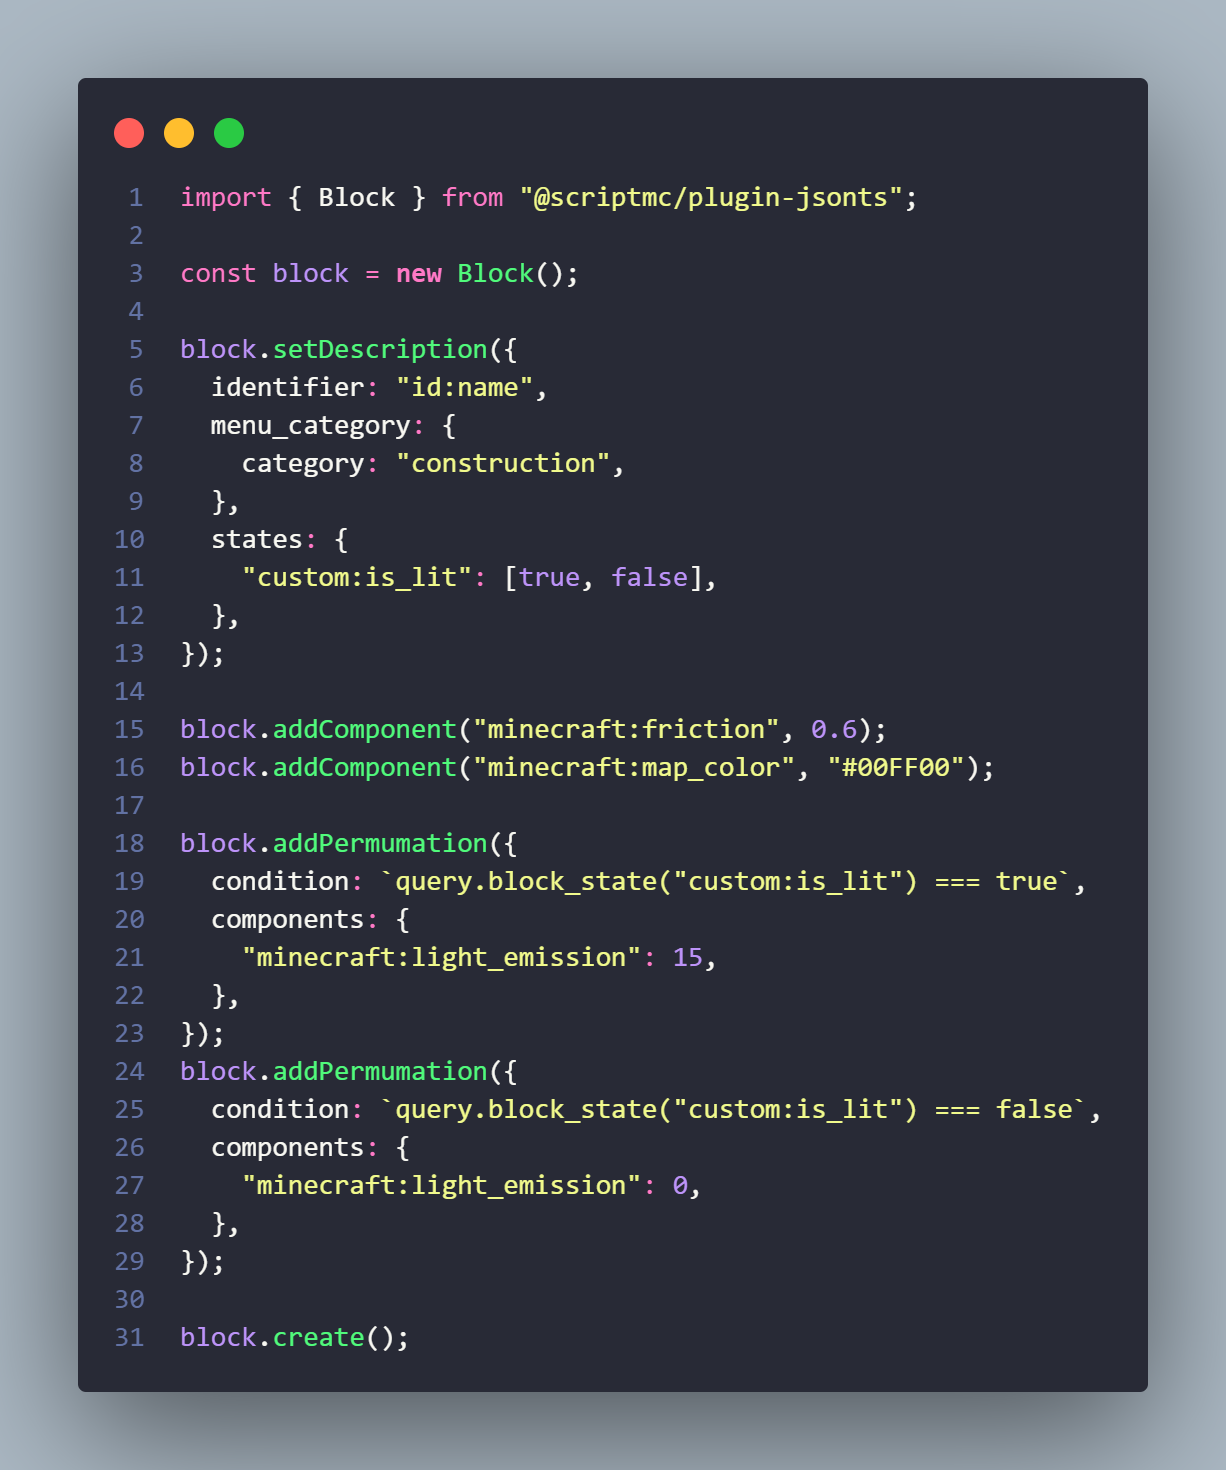 1 import { Block } from "@scriptmc/plugin-jsonts";
2
3 const block = new Block();
4
5 block.setDescription({
6   identifier: "id:name",
7   menu_category: {
8     category: "construction",
9   },
10   states: {
11     "custom:is_lit": [true, false],
12   },
13 });
14
15 block.addComponent("minecraft:friction", 0.6);
16 block.addComponent("minecraft:map_color", "#00FF00");
17
18 block.addPermumation({
19   condition: `query.block_state("custom:is_lit") === true`,
20   components: {
21     "minecraft:light_emission": 15,
22   },
23 });
24 block.addPermumation({
25   condition: `query.block_state("custom:is_lit") === false`,
26   components: {
27     "minecraft:light_emission": 0,
28   },
29 });
30
31 block.create();